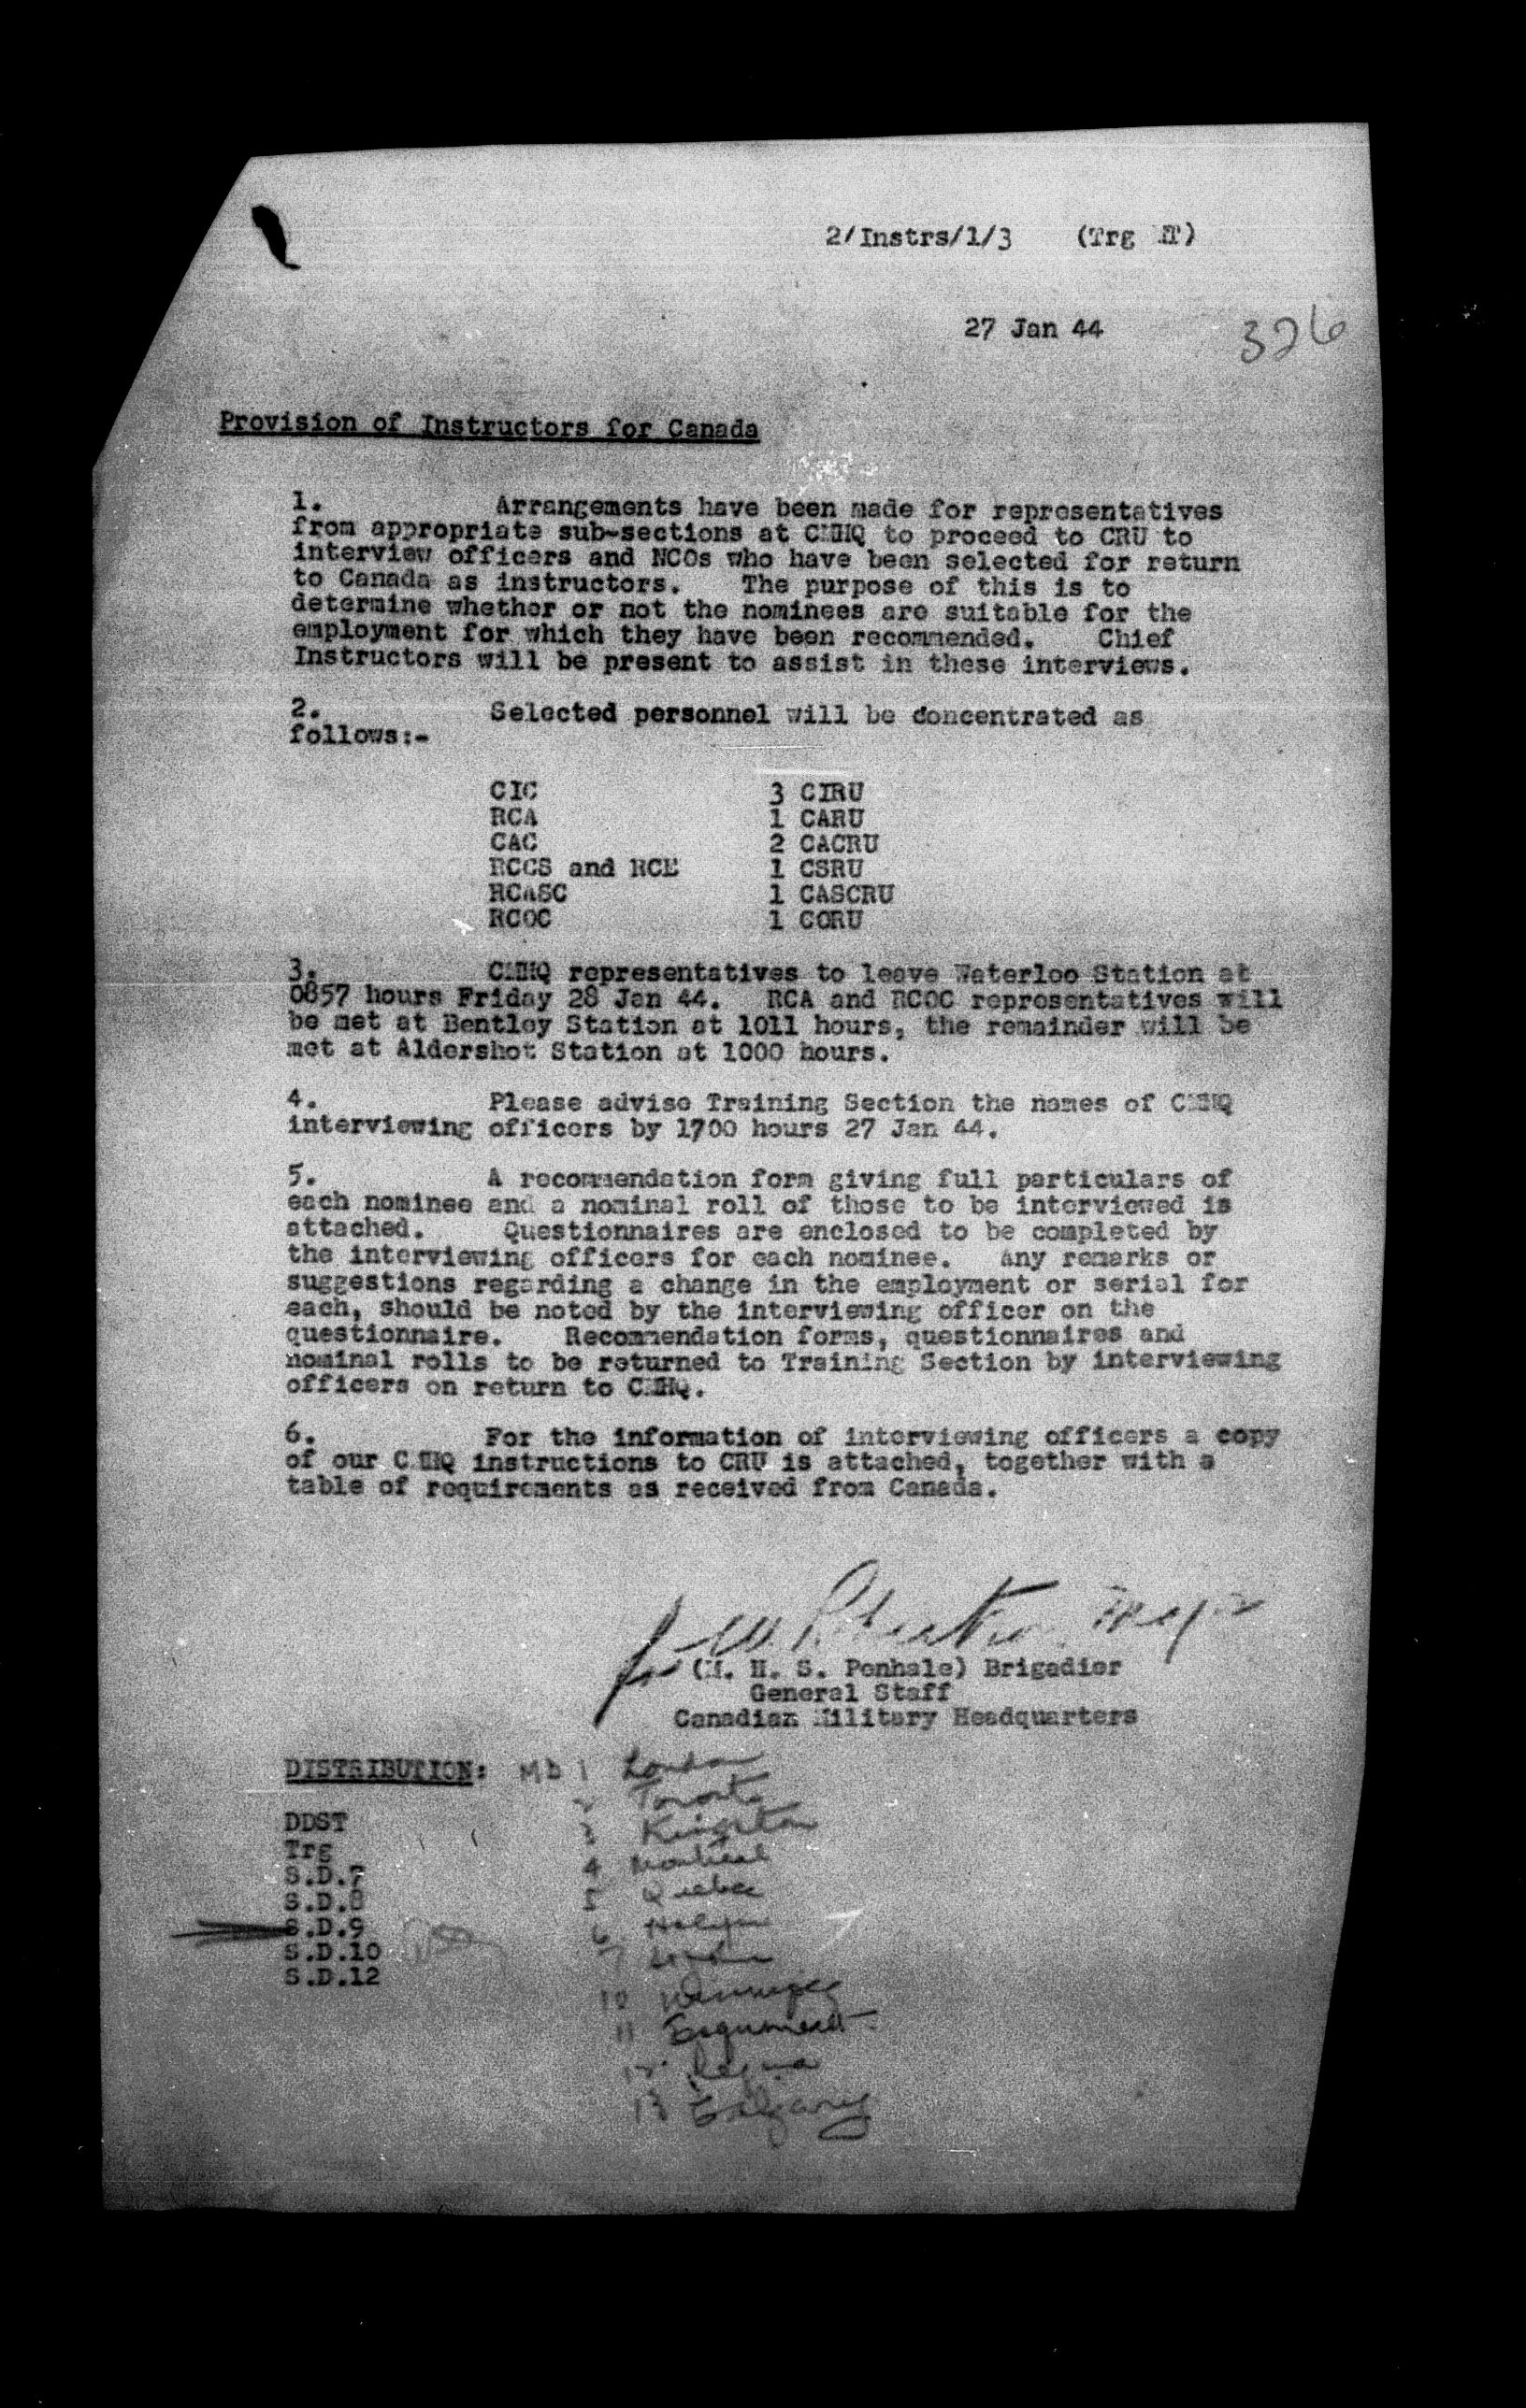 2/Instrs/1/3 (Trg
27 Jan 44
326
Provision of Instructors for Canada
1. Arrangements have been made for representatives
from appropriate sub-sections at CMHQ to proceed to CRU to
interview officers and NCOs who have been selected for return
to Canada as instructors. The purpose of this is to
determine whether or not the nominees are suitable for the
employment for which they have been recommended. Chief
Instructors will be present to assist in these interviews.
2. Selected personnel will be concentrated as
follows:-
CIC 3 CIRU
RCA 1 CARU
CAC 2 CACRU
RCCS and RCE 1 CSRU
RCASC 1 CASCRU
RCOC 1 CORU
3. CMHQ representatives to leave Waterloo Station at
0857 hours Friday 28 Jan 44. RCA and RCOC representatives will
be met at Bentley Station at 1011 hours, the remainder will be
met at Aldershot Station at 1000 hours.
4. Please advise Training Section the names of CMHQ
interviewing officers by 1700 hours 27 Jan 44.
5. A recommendation form giving full particulars of
each nominee and a nominal roll of those to be interviewed is
attached. Questionnaires are enclosed to be completed by
the interviewing officers for each nominee. Any remarks or
suggestions regarding a change in the employment or serial for
each, should be noted by the interviewing officer on the
questionnaire. Recommendation forms, questionnaires and
nominal rolls to be returned to Training Section by interviewing
officers on return to CMHQ.
6. For the information of interviewing officers a copy
of our CMHQ instructions to CRU is attached, together with a
table of requirements as received from Canada.
for Major
H. S. Penhale) Brigadier
General Staff
Canadian Military Headquarters
DISTRIBUTION: MD 1 London
2 Toronto
DDST
3 Kingston
Trg
4 Montreal
S.D.7
5 Quebec
S.D.8
6 Halifax
S.D.9
7
S.D.10
S.D.12
10 Winnipeg
11
12 Regina
13 Calgary